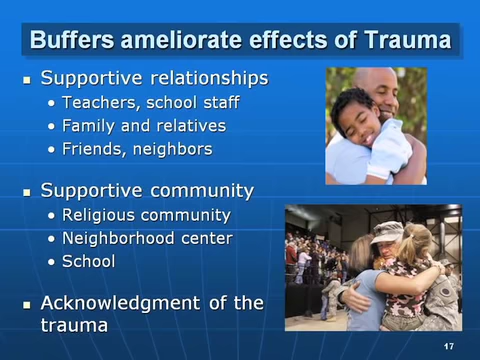 Buffers ameliorate effects of Trauma
▪ Supportive relationships
• Teachers, school staff
• Family and relatives
• Friends, neighbors
▪ Supportive community
• Religious community
• Neighborhood center
• School
▪ Acknowledgment of the
trauma
17